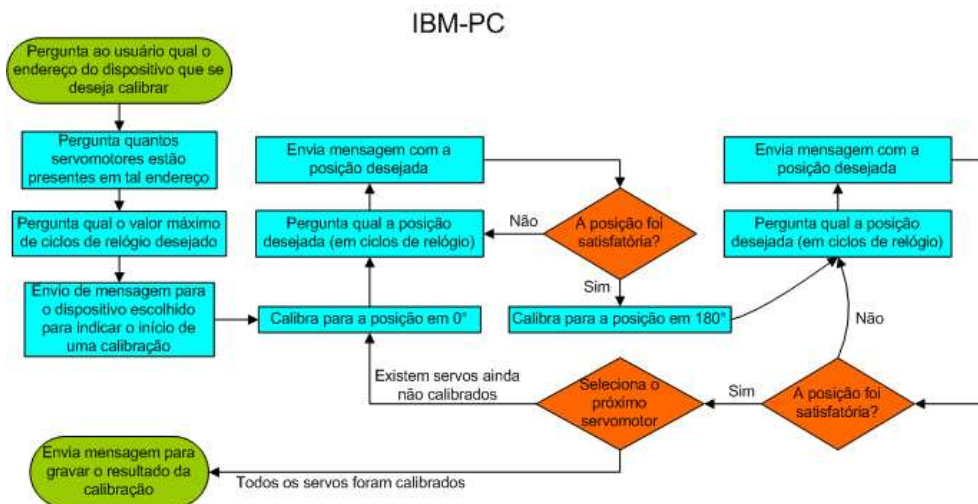 IBM-PC
Pergunta ao usuário qual o
endereço do dispositivo que se
deseja calibrar
Pergunta quantos
servomotores estão
presentes em tal endereço
Pergunta qual o valor máximo
de ciclos de relógio desejado
Envio de mensagem para
o dispositivo escolhido
para indicar o início de
uma calibração
Envia mensagem com a
posição desejada
Pergunta qual a posição
desejada (em ciclos de relógio)
Calibra para a posição em 0°
Não
A posição foi
satisfatória?
Sim
Calibra para a posição em 180°
Envia mensagem com a
posição desejada
Pergunta qual a posição
desejada (em ciclos de relógio)
Não
A posição foi
satisfatória?
Sim
Seleciona o
próximo
servomotor
Existem servos ainda
não calibrados
Todos os servos foram calibrados
Envia mensagem para
gravar o resultado da
calibração